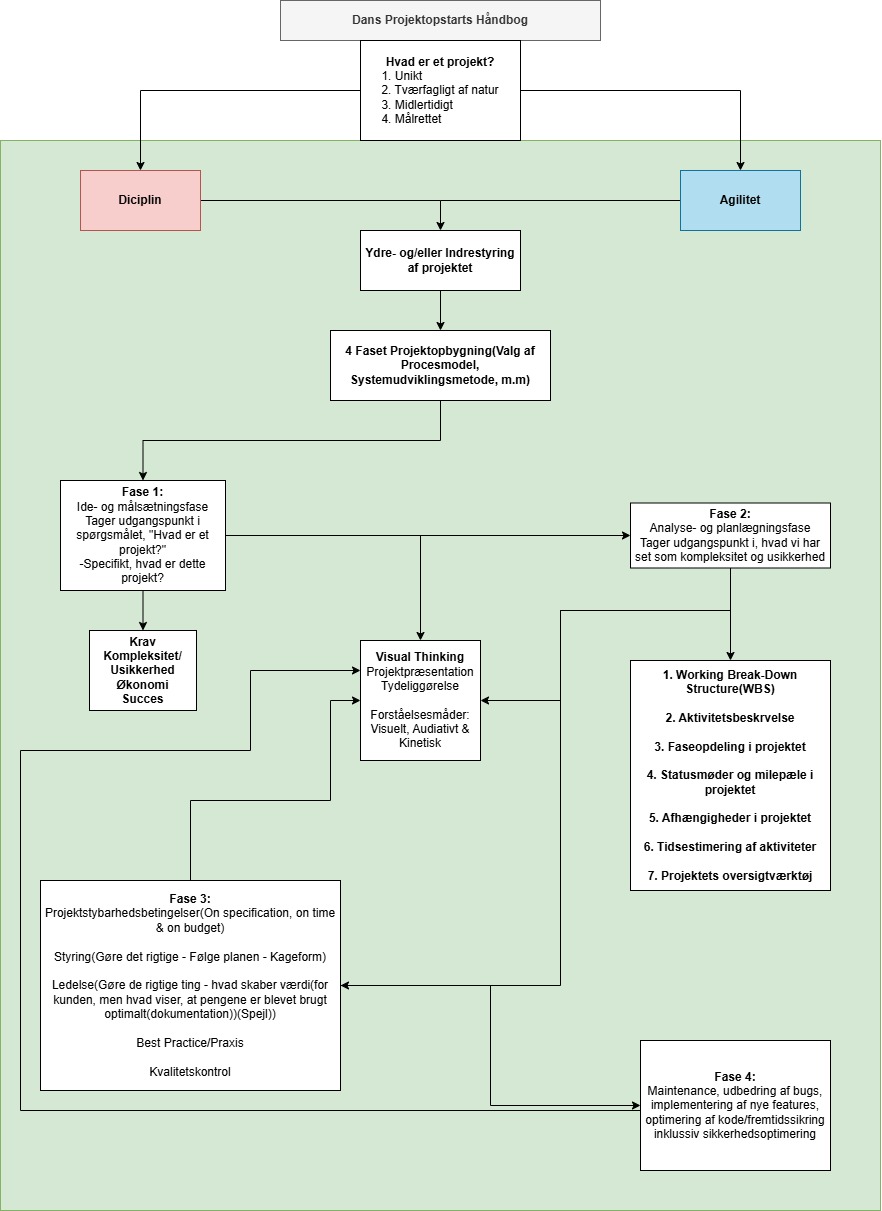 Dans Projektopstarts Håndbog
Hvad er et projekt?
1. Unikt
2. Tværfagligt af natur
3. Midlertidigt
4. Målrettet
Diciplin
Agilitet
Ydre- og/eller Indrestyring
af projektet
4 Faset Projektopbygning(Valg af
Procesmodel,
Systemudviklingsmetode, m.m)
Fase 1:
Ide- og målsætningsfase
Tager udgangspunkt i
spørgsmålet, "Hvad er et
projekt?"
-Specifikt, hvad er dette
projekt?
Fase 2:
Analyse- og planlægningsfase
Tager udgangspunkt i, hvad vi har
set som kompleksitet og usikkerhed
Krav
Kompleksitet/
Usikkerhed
Økonomi
Succes
Visual Thinking
Projektpræsentation
Tydeliggørelse
Forståelsesmåder:
Visuelt, Audiativt &
Kinetisk
1. Working Break-Down
Structure(WBS)
2. Aktivitetsbeskrvelse
3. Faseopdeling i projektet
4. Statusmøder og milepæle i
projektet
5. Afhængigheder i projektet
6. Tidsestimering af aktiviteter
7. Projektets oversigtværktøj
Fase 3:
Projektstybarhedsbetingelser(On specification, on time
& on budget)
Styring(Gøre det rigtige - Følge planen - Kageform)
Ledelse(Gøre de rigtige ting - hvad skaber værdi(for
kunden, men hvad viser, at pengene er blevet brugt
optimalt(dokumentation))(Spejl))
Best Practice/Praxis
Kvalitetskontrol
Fase 4:
Maintenance, udbedring af bugs,
implementering af nye features,
optimering af kode/fremtidssikring
inklussiv sikkerhedsoptimering